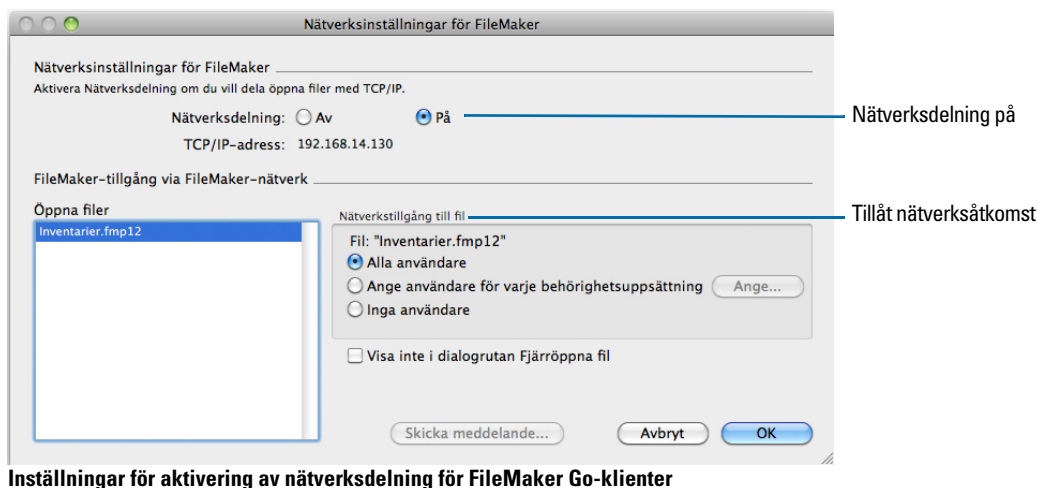 Nätverksinställningar för FileMaker
Nätverksinställningar för FileMaker
Aktivera Nätverksdelning om du vill dela öppna filer med TCP/IP.
Nätverksdelning: Av På
Nätverksdelning på
TCP/IP-adress: 192.168.14.130
FileMaker-tillgång via FileMaker-nätverk
Öppna filer
Inventarier.fmp12
Nätverkstillgång till fil
Tillåt nätverksåtkomst
Fil: "Inventarier.fmp12"
Alla användare
Ange användare för varje behörighetsuppsättning Ange...
Inga användare
Visa inte i dialogrutan Fjärröppna fil
Skicka meddelande... Avbryt OK
Inställningar för aktivering av nätverksdelning för FileMaker Go-klienter